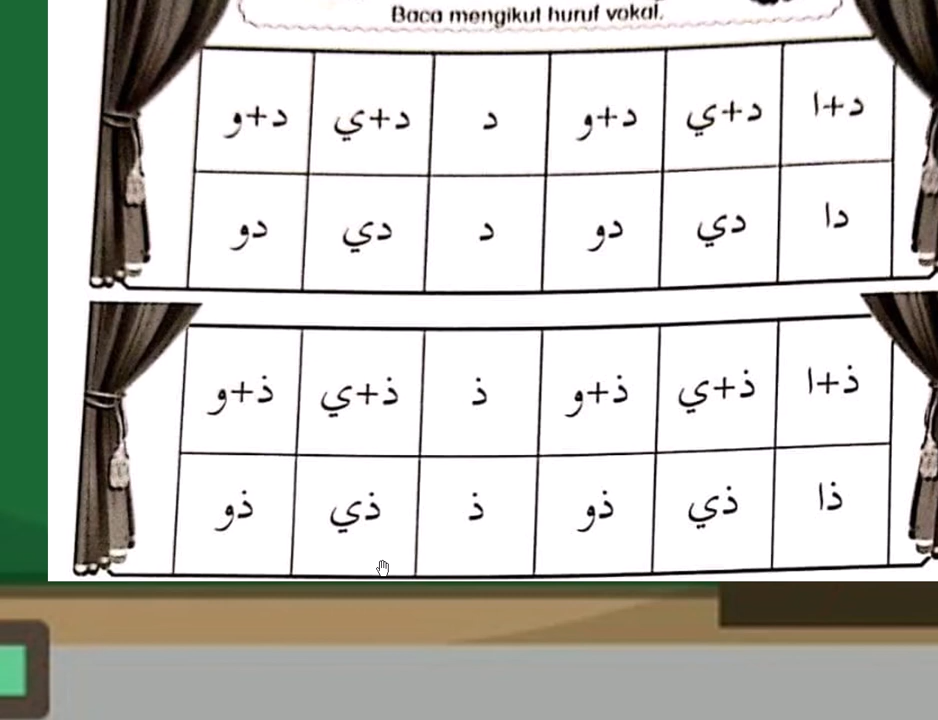 Baca mengikut huruf vokal.
د+ا د+ي د+و د د+ي د+و
دا دي دو د دي دو
ذ+ا ذ+ي ذ+و ذ ذ+ي ذ+و
ذا ذي ذو ذ ذي ذو